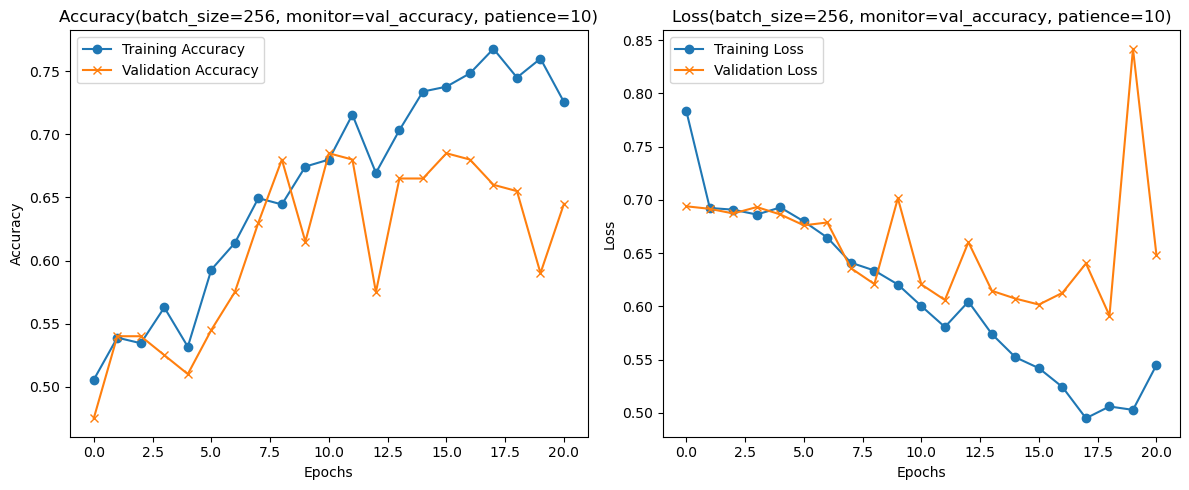 Accuracy(batch_size=256, monitor=val_accuracy, patience=10)
Training Accuracy
Validation Accuracy
0.75
0.70
0.65
0.60
0.55
0.50
Accuracy
0.0 2.5 5.0 7.5 10.0 12.5 15.0 17.5 20.0
Epochs
Loss(batch_size=256, monitor=val_accuracy, patience=10)
Training Loss
Validation Loss
0.85
0.80
0.75
0.70
0.65
0.60
0.55
0.50
Loss
0.0 2.5 5.0 7.5 10.0 12.5 15.0 17.5 20.0
Epochs